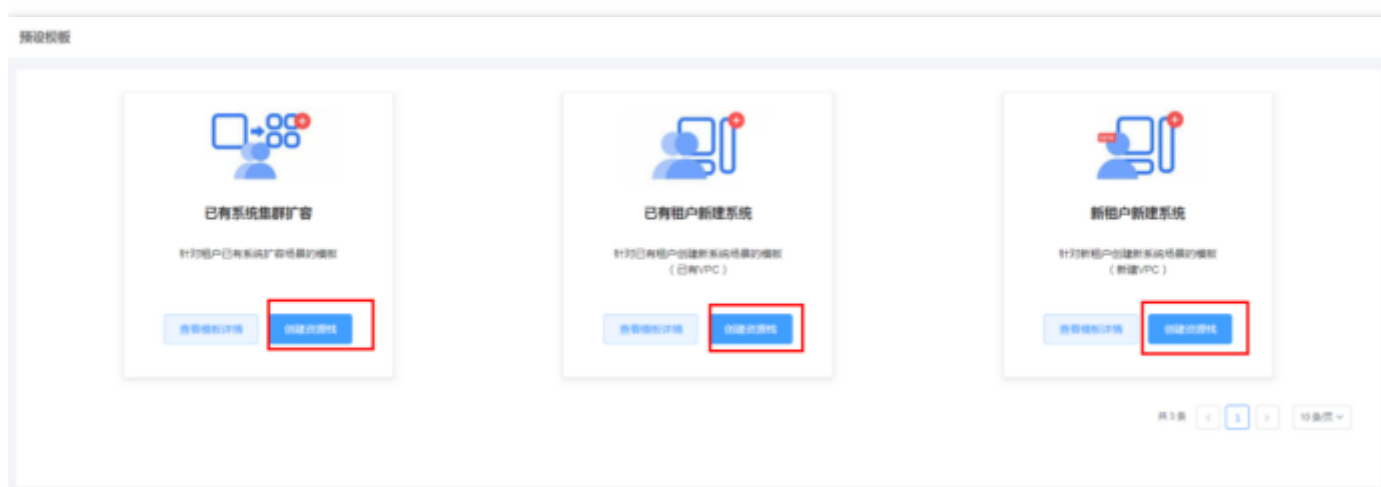 预设模板
已有系统集群扩容
针对租户已有系统扩容场景的模板
查看模板详情
创建资源栈
已有租户新建系统
针对已有租户创建新系统场景的模板
（已有VPC）
查看模板详情
创建资源栈
NEW
新租户新建系统
针对新租户创建新系统场景的模板
（新建VPC）
查看模板详情
创建资源栈
共3条 < 1 > 10条/页